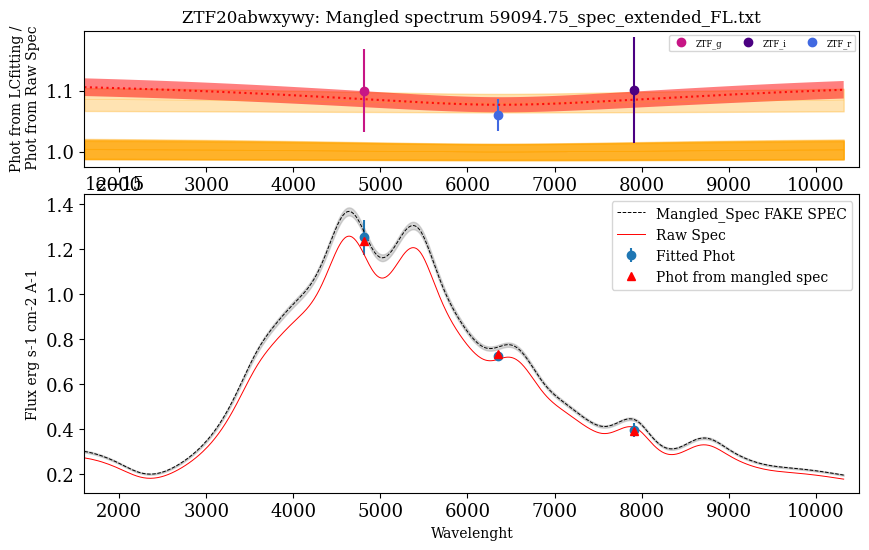 ZTF20abwxywy: Mangled spectrum 59094.75_spec_extended_FL.txt
Phot from LCfitting /
Phot from Raw Spec
ZTF_g ZTF_i ZTF_r
1.1
1.0
2000 3000 4000 5000 6000 7000 8000 9000 10000
1e−15
1.4
1.2
1.0
0.8
0.6
0.4
0.2
Flux erg s-1 cm-2 A-1
Mangled_Spec FAKE SPEC
Raw Spec
Fitted Phot
Phot from mangled spec
2000 3000 4000 5000 6000 7000 8000 9000 10000
Wavelenght